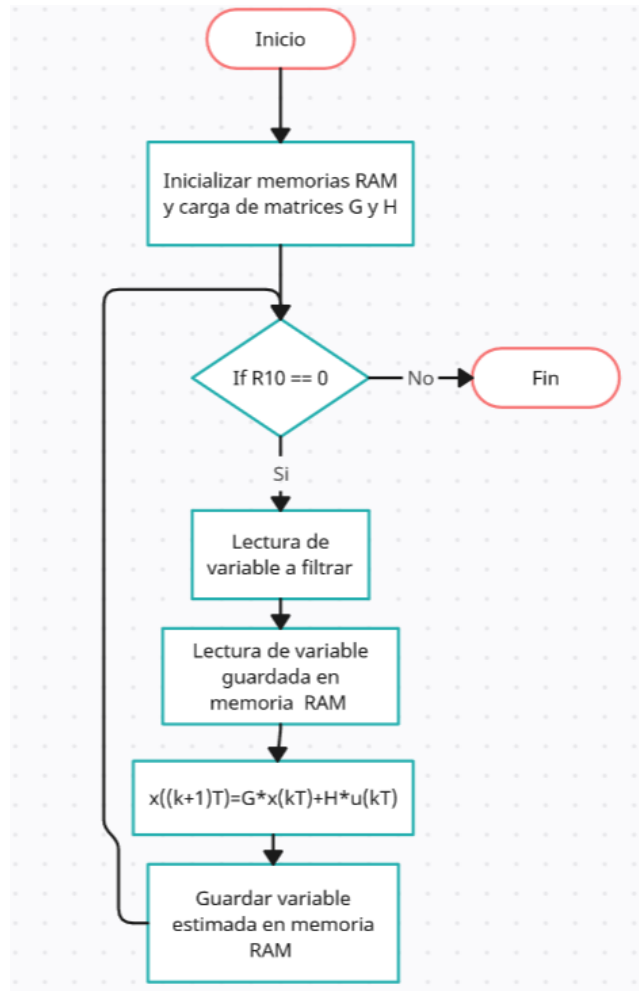 Inicio
Inicializar memorias RAM
y carga de matrices G y H
If R10 == 0
No
Fin
Si
Lectura de
variable a filtrar
Lectura de variable
guardada en
memoria RAM
x((k+1)T)=G*x(kT)+H*u(kT)
Guardar variable
estimada en memoria
RAM